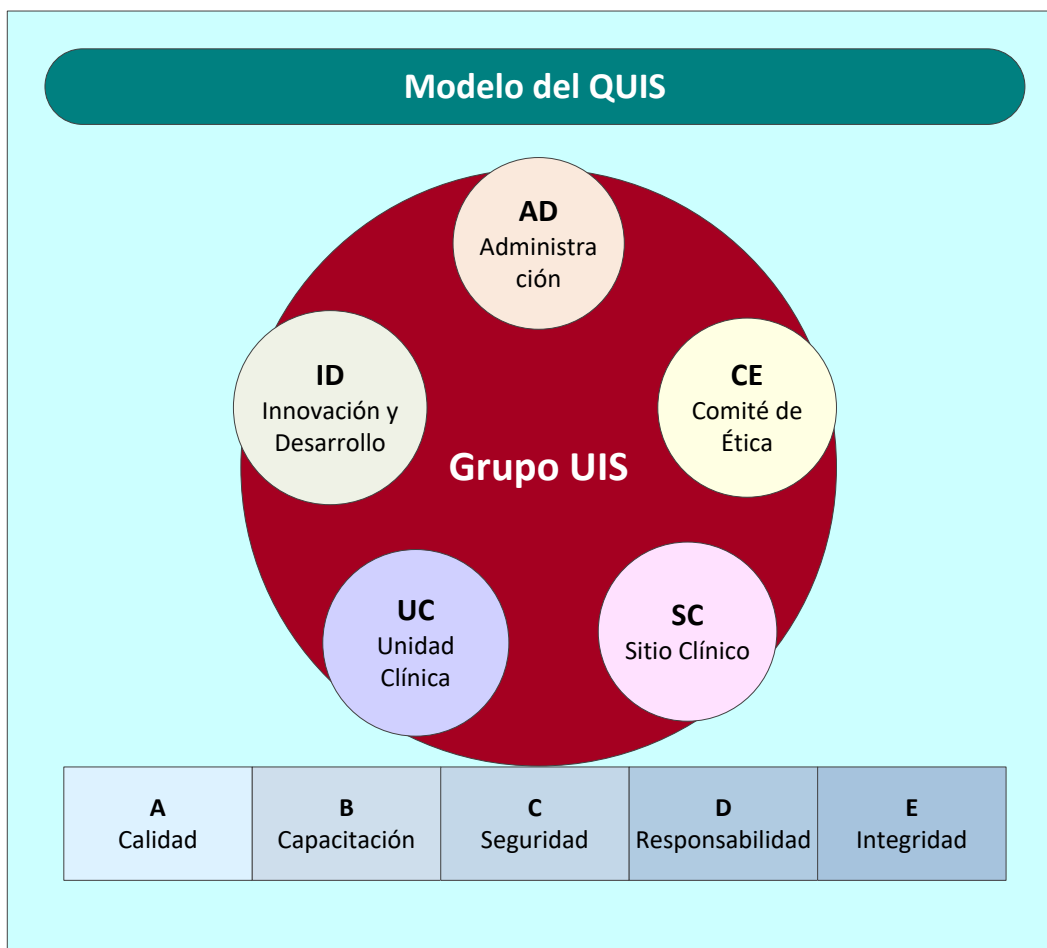 Modelo del QUIS
AD
Administra
ción
ID
Innovación y
Desarrollo
CE
Comité de
Ética
Grupo UIS
UC
Unidad
Clínica
SC
Sitio Clínico
A
Calidad
B
Capacitación
C
Seguridad
D
Responsabilidad
E
Integridad